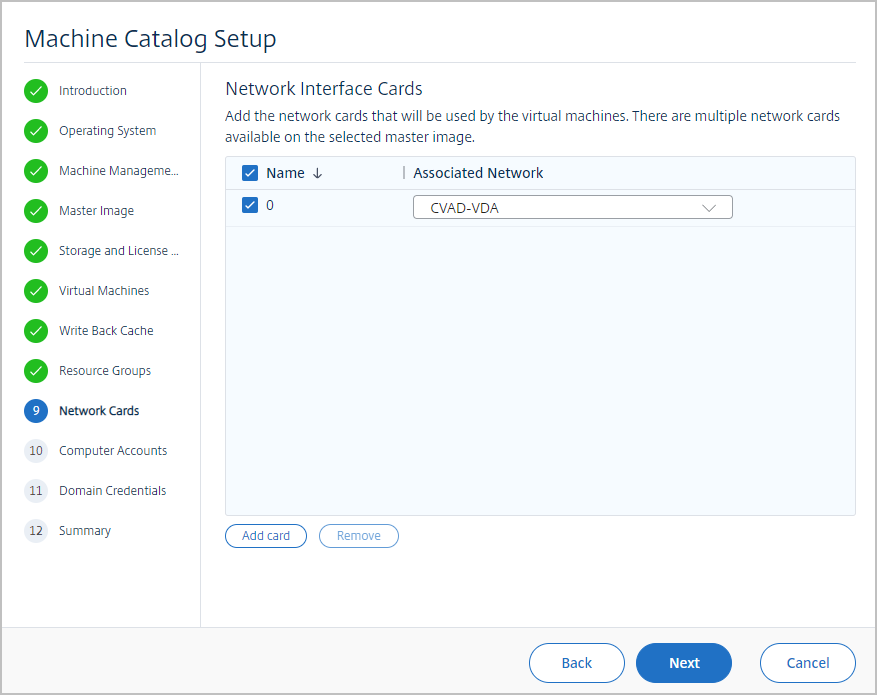 Machine Catalog Setup
Introduction
Operating System
Machine Manageme...
Master Image
Storage and License ...
Virtual Machines
Write Back Cache
Resource Groups
9 Network Cards
10 Computer Accounts
11 Domain Credentials
12 Summary
Network Interface Cards
Add the network cards that will be used by the virtual machines. There are multiple network cards
available on the selected master image.
Name ↓ | Associated Network
0 CVAD-VDA
Add card Remove
Back Next Cancel